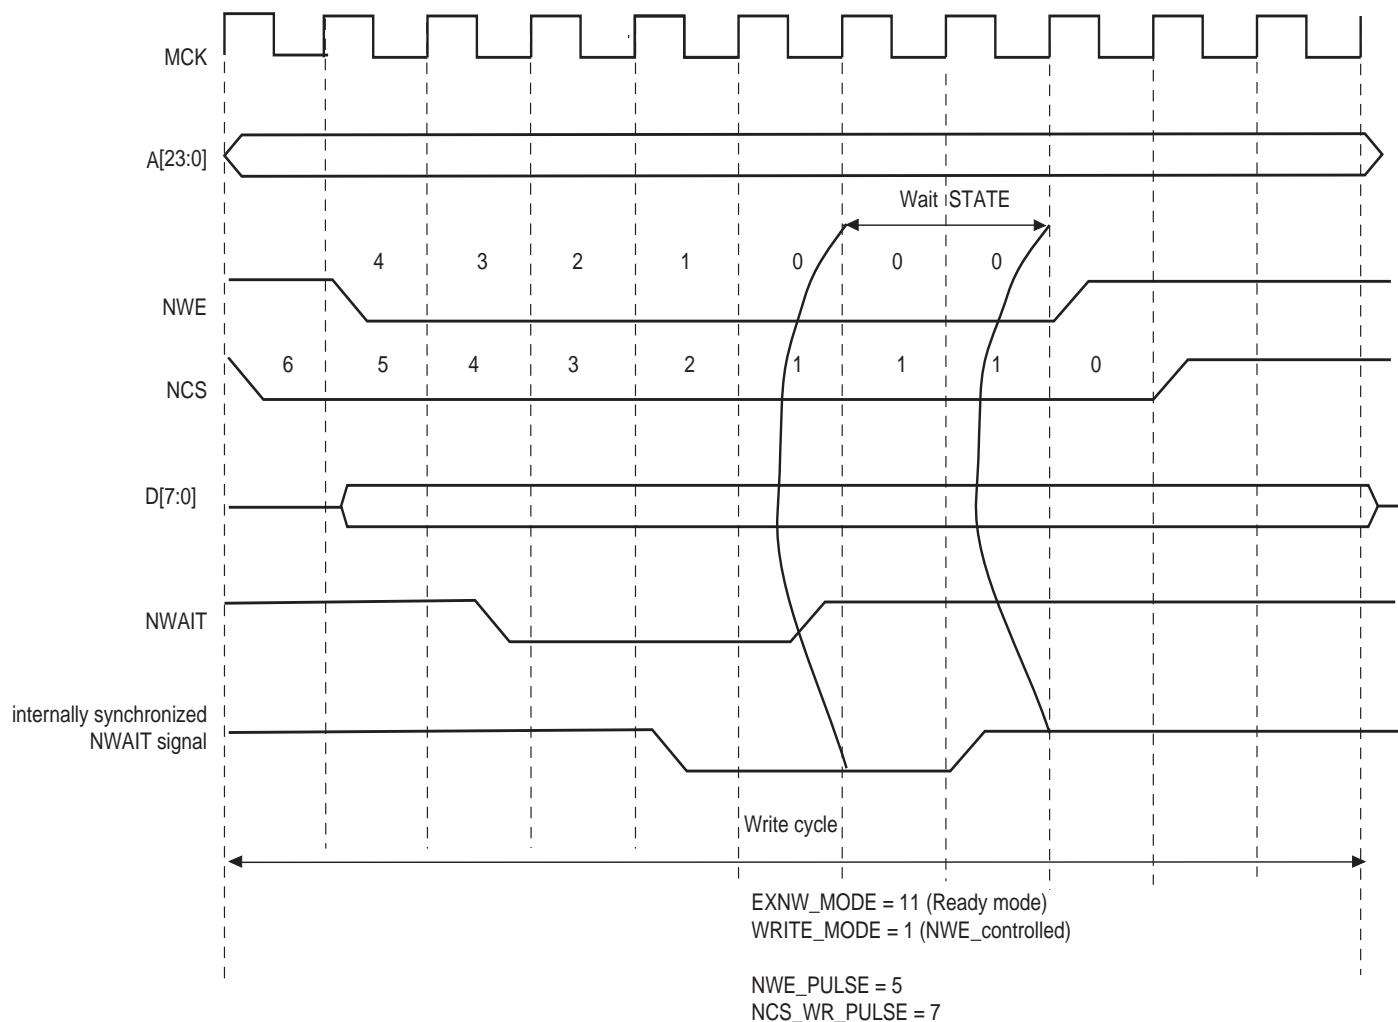 MCK
A[23:0]
Wait STATE
4 3 2 1 0 0 0
NWE
6 5 4 3 2 1 1 1 0
NCS
D[7:0]
NWAIT
internally synchronized
NWAIT signal
Write cycle
EXNW_MODE = 11 (Ready mode)
WRITE_MODE = 1 (NWE_controlled)
NWE_PULSE = 5
NCS_WR_PULSE = 7